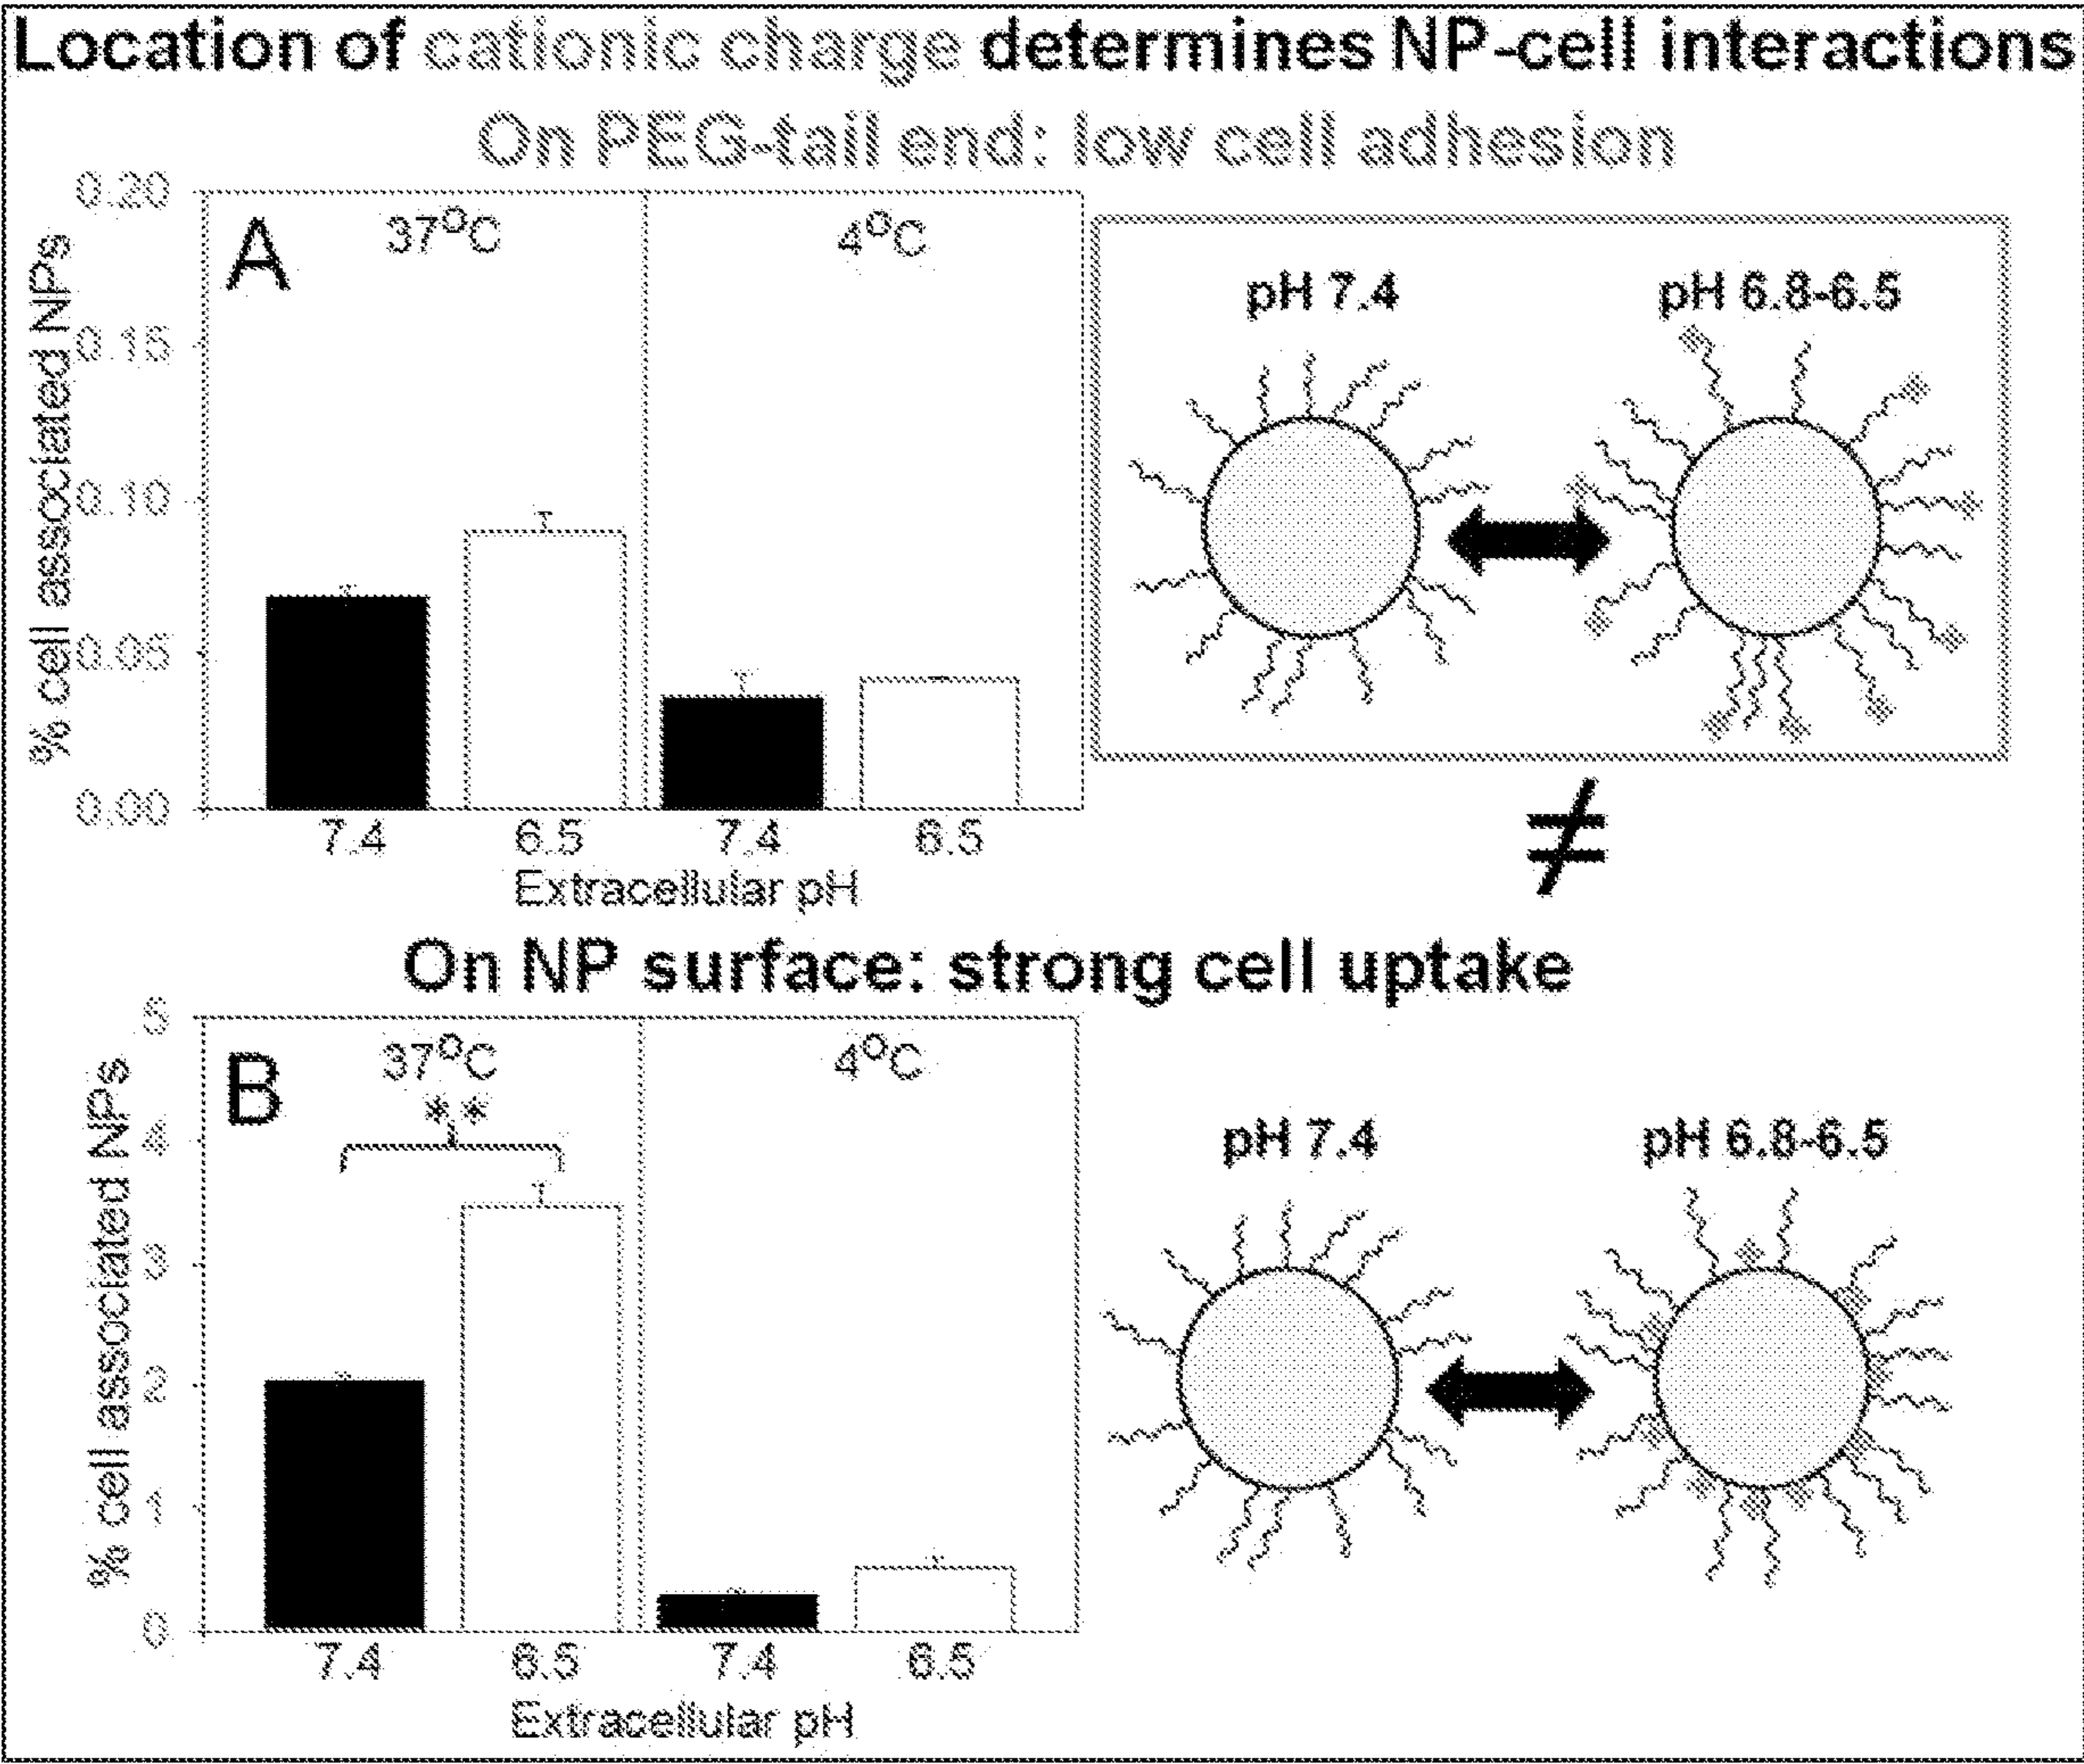 Location of cationic charge determines NP-cell interactions
On PEG-tail end: low cell adhesion
% cell associated NPs
0.20
0.15
0.10
0.05
0.00
A
37°C
4°C
7.4
6.5
7.4
6.5
Extracellular pH
pH 7.4
pH 6.8-6.5
≠
On NP surface: strong cell uptake
% cell associated NPs
5
4
3
2
1
0
B
37°C
**
4°C
7.4
6.5
7.4
6.5
Extracellular pH
pH 7.4
pH 6.8-6.5